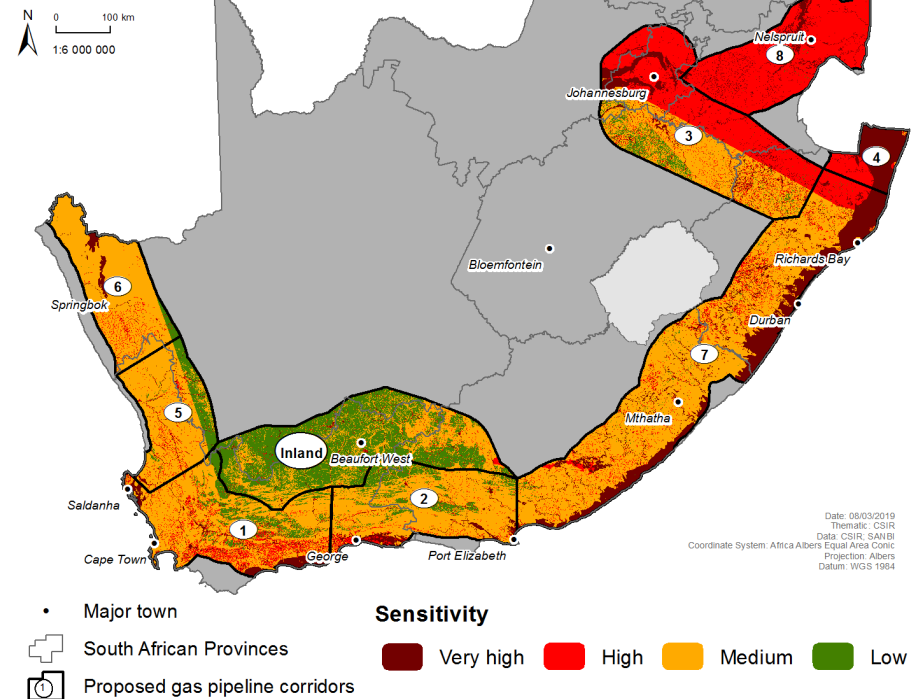 N
0 100 km
1:6 000 000
Nelspruit
8
Johannesburg
3
4
Bloemfontein
Richards Bay
6
Springbok
Durban
7
5
Mthatha
Inland
Beaufort West
2
Saldanha
1
Cape Town
George
Port Elizabeth
Date: 08/03/2019
Thematic: CSIR
Data: CSIR; SANBI
Coordinate System: Africa Albers Equal Area Conic
Projection: Albers
Datum: WGS 1984
Major town
South African Provinces
1
Proposed gas pipeline corridors
Sensitivity
Very high
High
Medium
Low